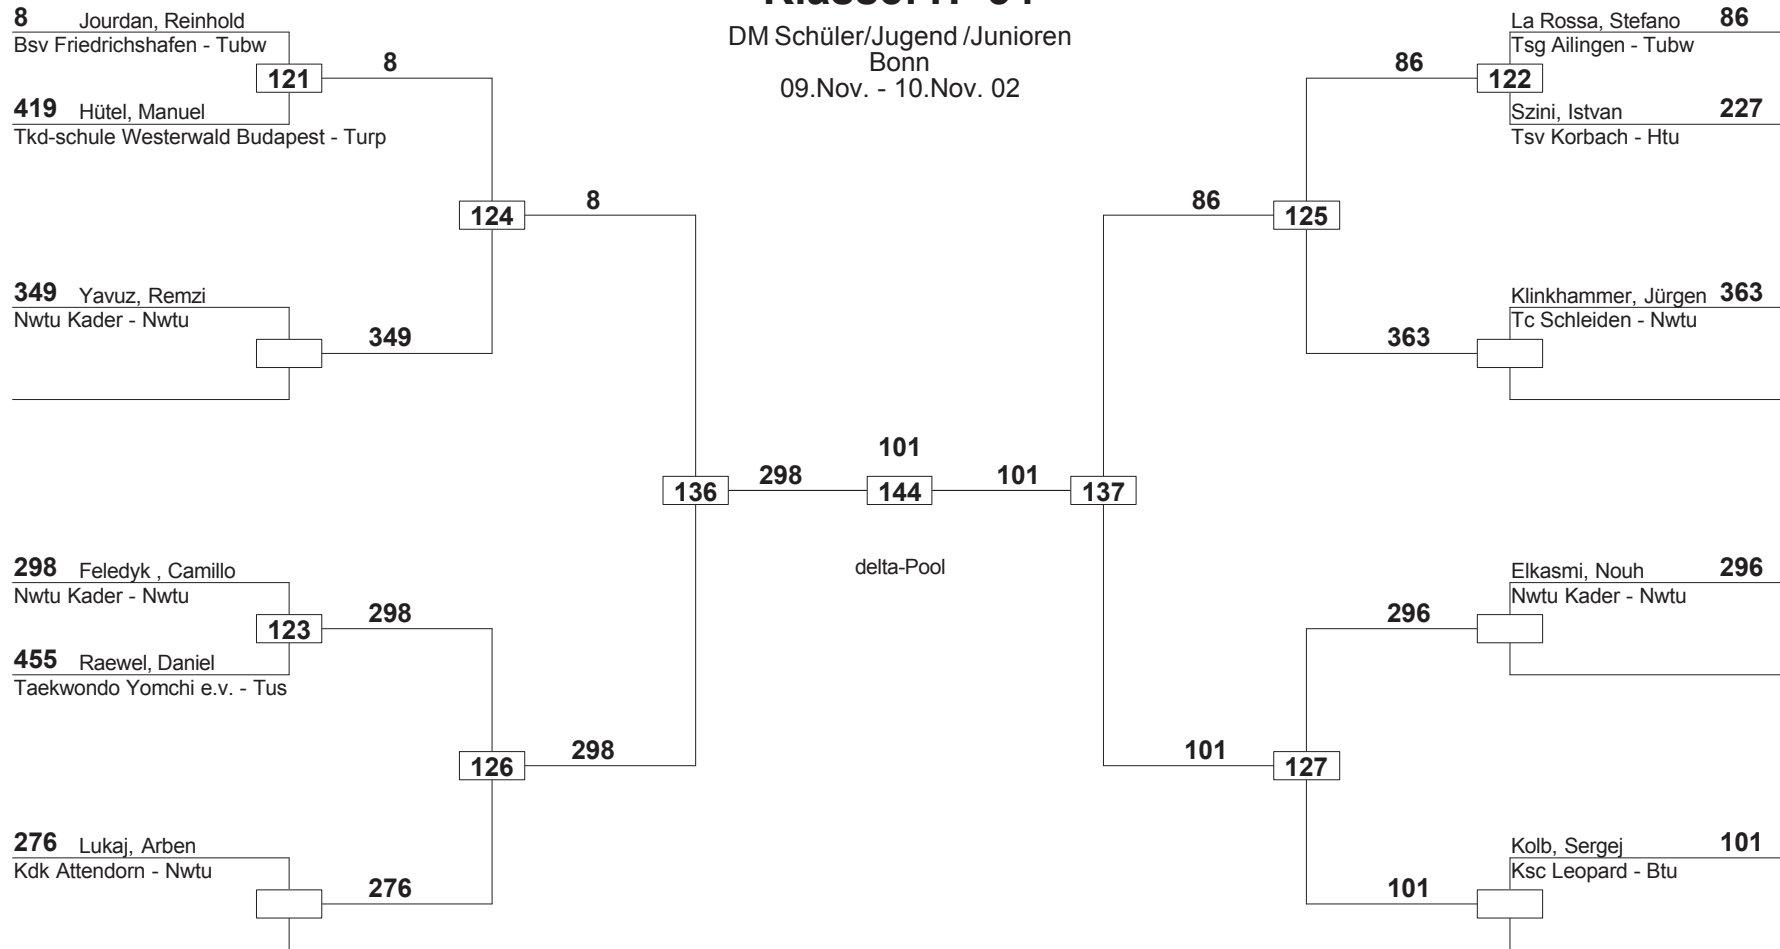 DM Schüler/Jugend /Junioren
Bonn
09.Nov. - 10.Nov. 02
8 Jourdan, Reinhold
Bsv Friedrichshafen - Tubw
121
8
419 Hütel, Manuel
Tkd-schule Westerwald Budapest - Turp
124
8
349 Yavuz, Remzi
Nwtu Kader - Nwtu
349
136
298
298 Feledyk , Camillo
Nwtu Kader - Nwtu
123
298
455 Raewel, Daniel
Taekwondo Yomchi e.v. - Tus
126
298
276 Lukaj, Arben
Kdk Attendorn - Nwtu
276
101
144
delta-Pool
La Rossa, Stefano 86
Tsg Ailingen - Tubw
86
122
Szini, Istvan 227
Tsv Korbach - Htu
86
125
Klinkhammer, Jürgen 363
Tc Schleiden - Nwtu
363
101
137
Elkasmi, Nouh 296
Nwtu Kader - Nwtu
296
101
127
Kolb, Sergej 101
Ksc Leopard - Btu
101